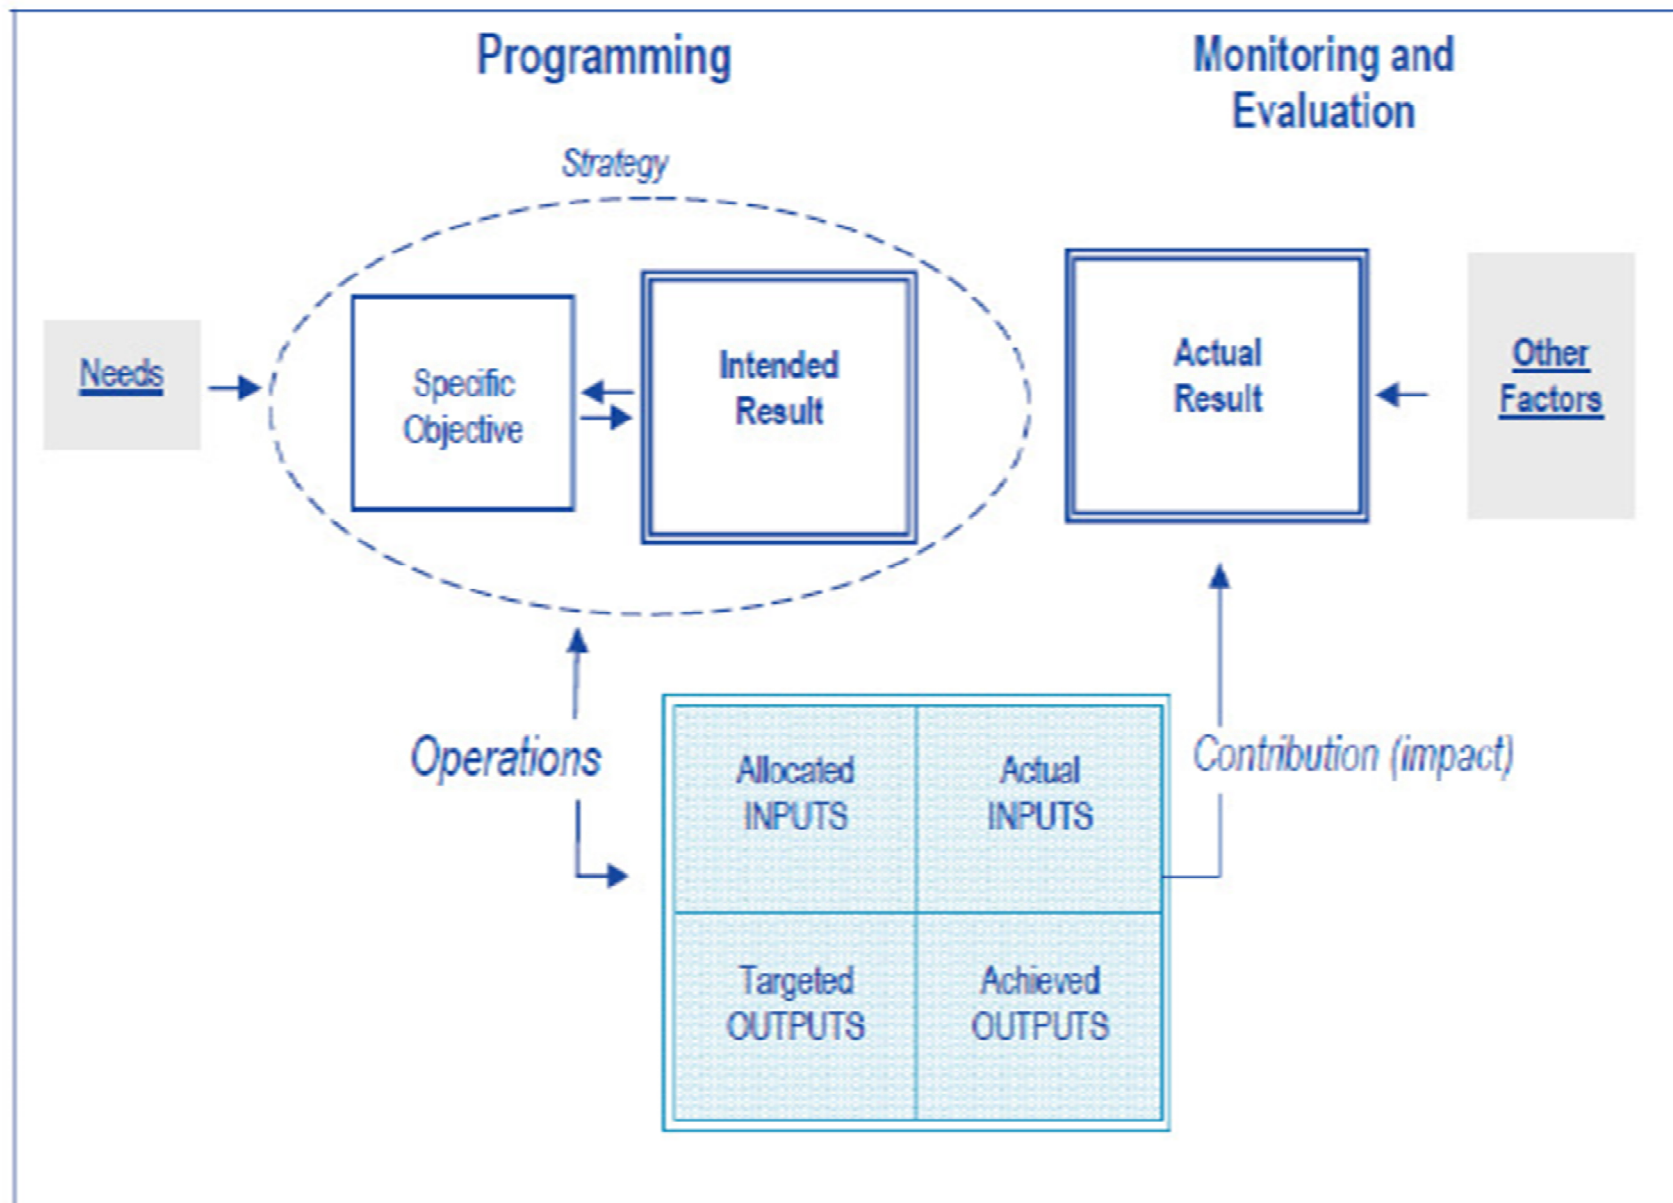 Programming
Monitoring and
Evaluation
Strategy
Needs
Specific
Objective
Intended
Result
Actual
Result
Other
Factors
Operations
Allocated
INPUTS
Actual
INPUTS
Contribution (impact)
Targeted
OUTPUTS
Achieved
OUTPUTS